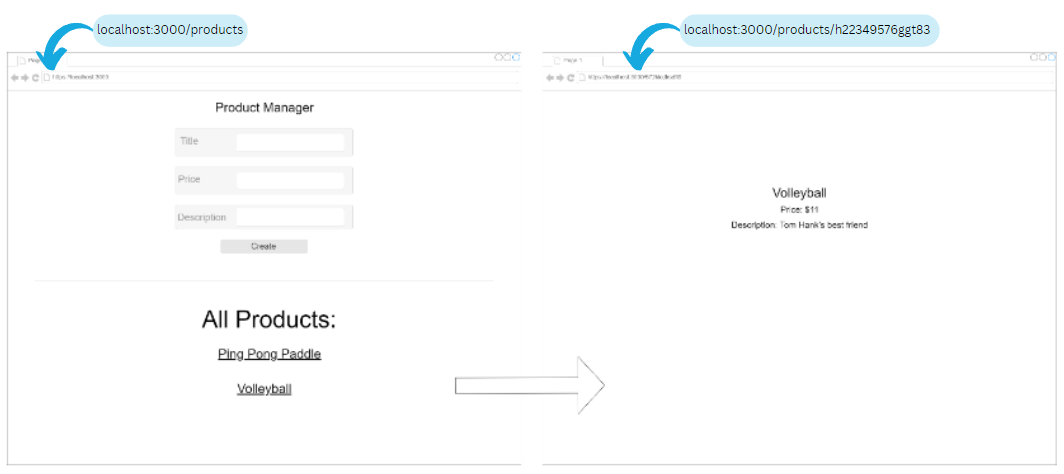 localhost:3000/products
localhost:3000/products/h22349576ggt83
Page 1
Product Manager
Title
Price
Description
Create
All Products:
Ping Pong Paddle
Volleyball
Volleyball
Price: $11
Description: Tom Hank's best friend